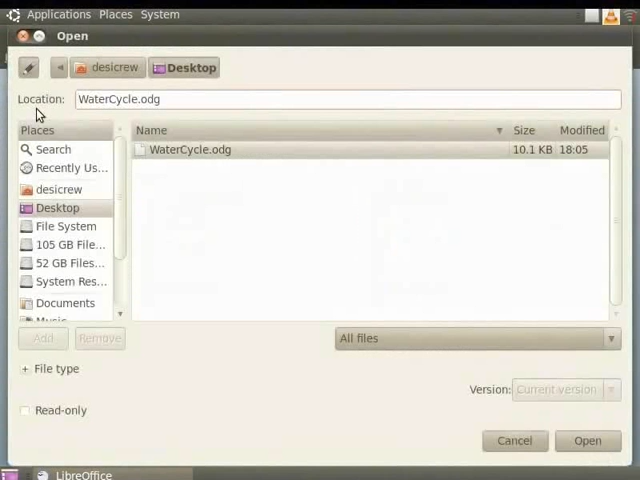 Applications Places System
Open
desicrew Desktop
Location: WaterCycle.odg
Places Name Size Modified
Search WaterCycle.odg 10.1 KB 18:05
Recently Us...
desicrew
Desktop
File System
105 GB File...
52 GB Files...
System Res...
Documents
Music
Add Remove All files
File type
Version: Current version
Read-only
Cancel Open
LibreOffice